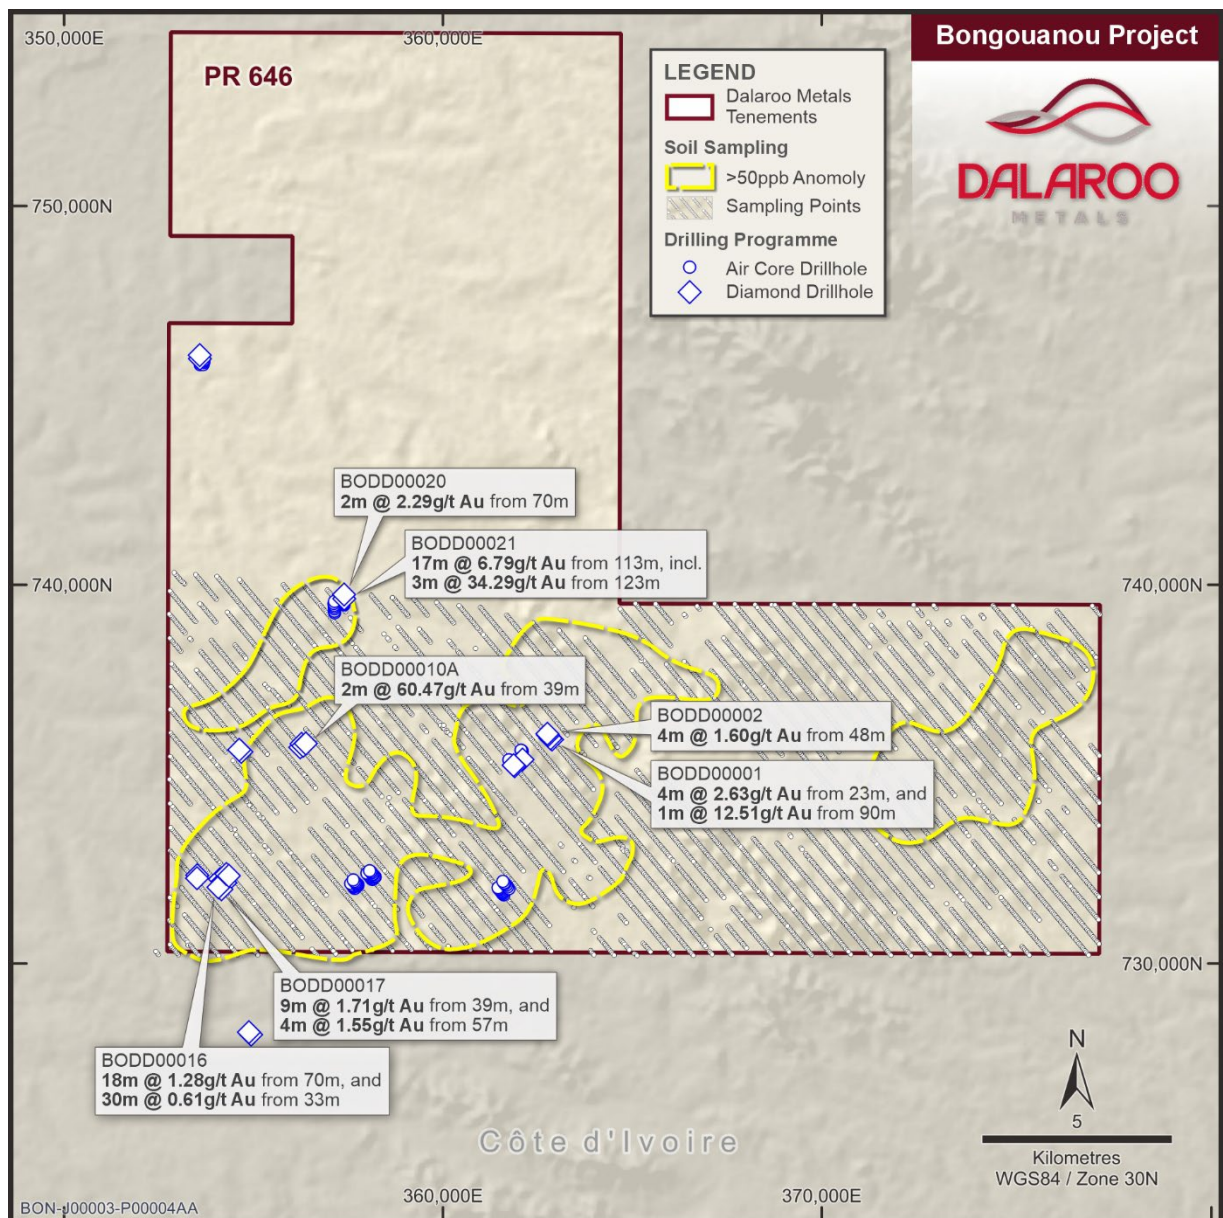 350,000E
360,000E
Bongouanou Project
PR 646
LEGEND
Dalaroo Metals
Tenements
Soil Sampling
>50ppb Anomoly
Sampling Points
Drilling Programme
Air Core Drillhole
Diamond Drillhole
DALAROO
METALS
750,000N
BODD00020
2m @ 2.29g/t Au from 70m
BODD00021
17m @ 6.79g/t Au from 113m, incl.
3m @ 34.29g/t Au from 123m
740,000N
740,000N
BODD00010A
2m @ 60.47g/t Au from 39m
BODD00002
4m @ 1.60g/t Au from 48m
BODD00001
4m @ 2.63g/t Au from 23m, and
1m @ 12.51g/t Au from 90m
730,000N
BODD00017
9m @ 1.71g/t Au from 39m, and
4m @ 1.55g/t Au from 57m
BODD00016
18m @ 1.28g/t Au from 70m, and
30m @ 0.61g/t Au from 33m
N
5
Kilometres
WGS84 / Zone 30N
Côte d'Ivoire
360,000E
370,000E
BON-J00003-P00004AA